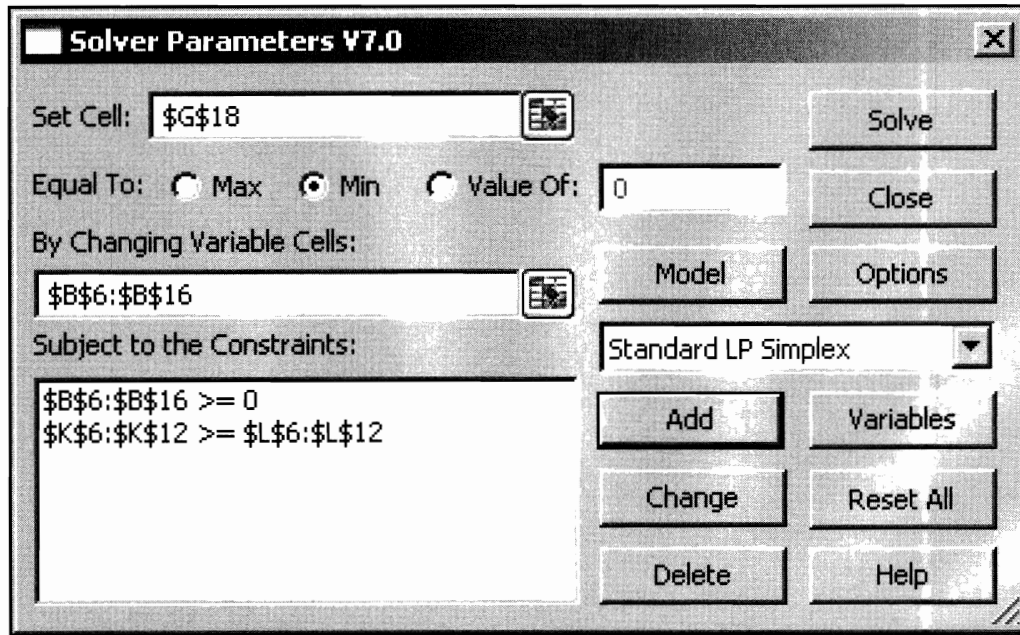 Solver Parameters V7.0
Set Cell: $G$18
Solve
Equal To: Max Min Value Of: 0
Close
By Changing Variable Cells:
$B$6:$B$16
Model
Options
Subject to the Constraints:
Standard LP Simplex
$B$6:$B$16 >= 0
$K$6:$K$12 >= $L$6:$L$12
Add
Variables
Change
Reset All
Delete
Help